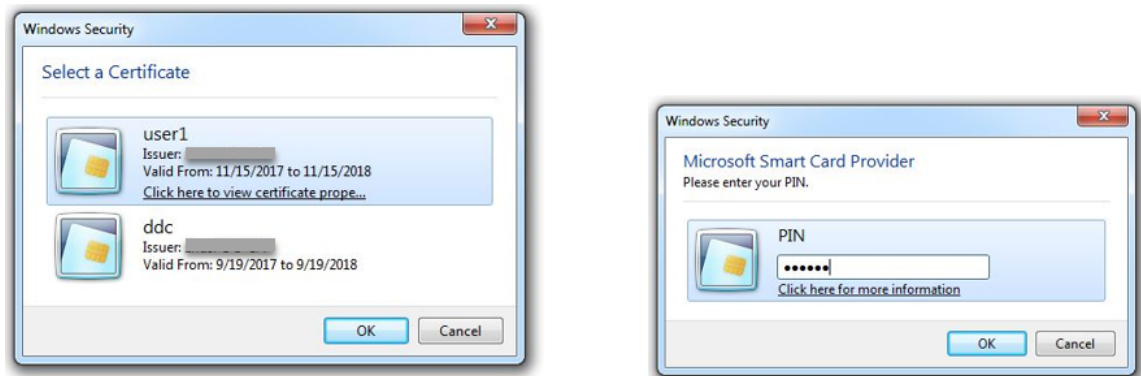 Windows Security
Select a Certificate
user1
Issuer:
Valid From: 11/15/2017 to 11/15/2018
Click here to view certificate prope...
ddc
Issuer:
Valid From: 9/19/2017 to 9/19/2018
OK
Cancel
Windows Security
Microsoft Smart Card Provider
Please enter your PIN.
PIN
••••••
Click here for more information
OK
Cancel